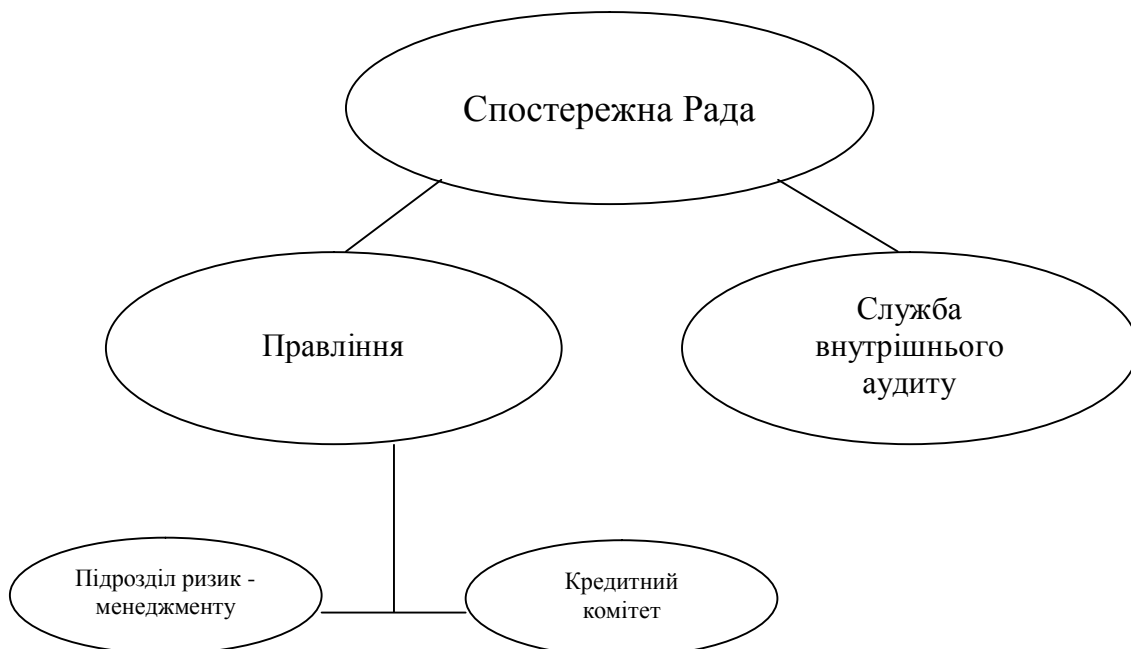 Спостережна Рада
Правління
Служба
внутрішнього
аудиту
Підрозділ ризик -
менеджменту
Кредитний
комітет